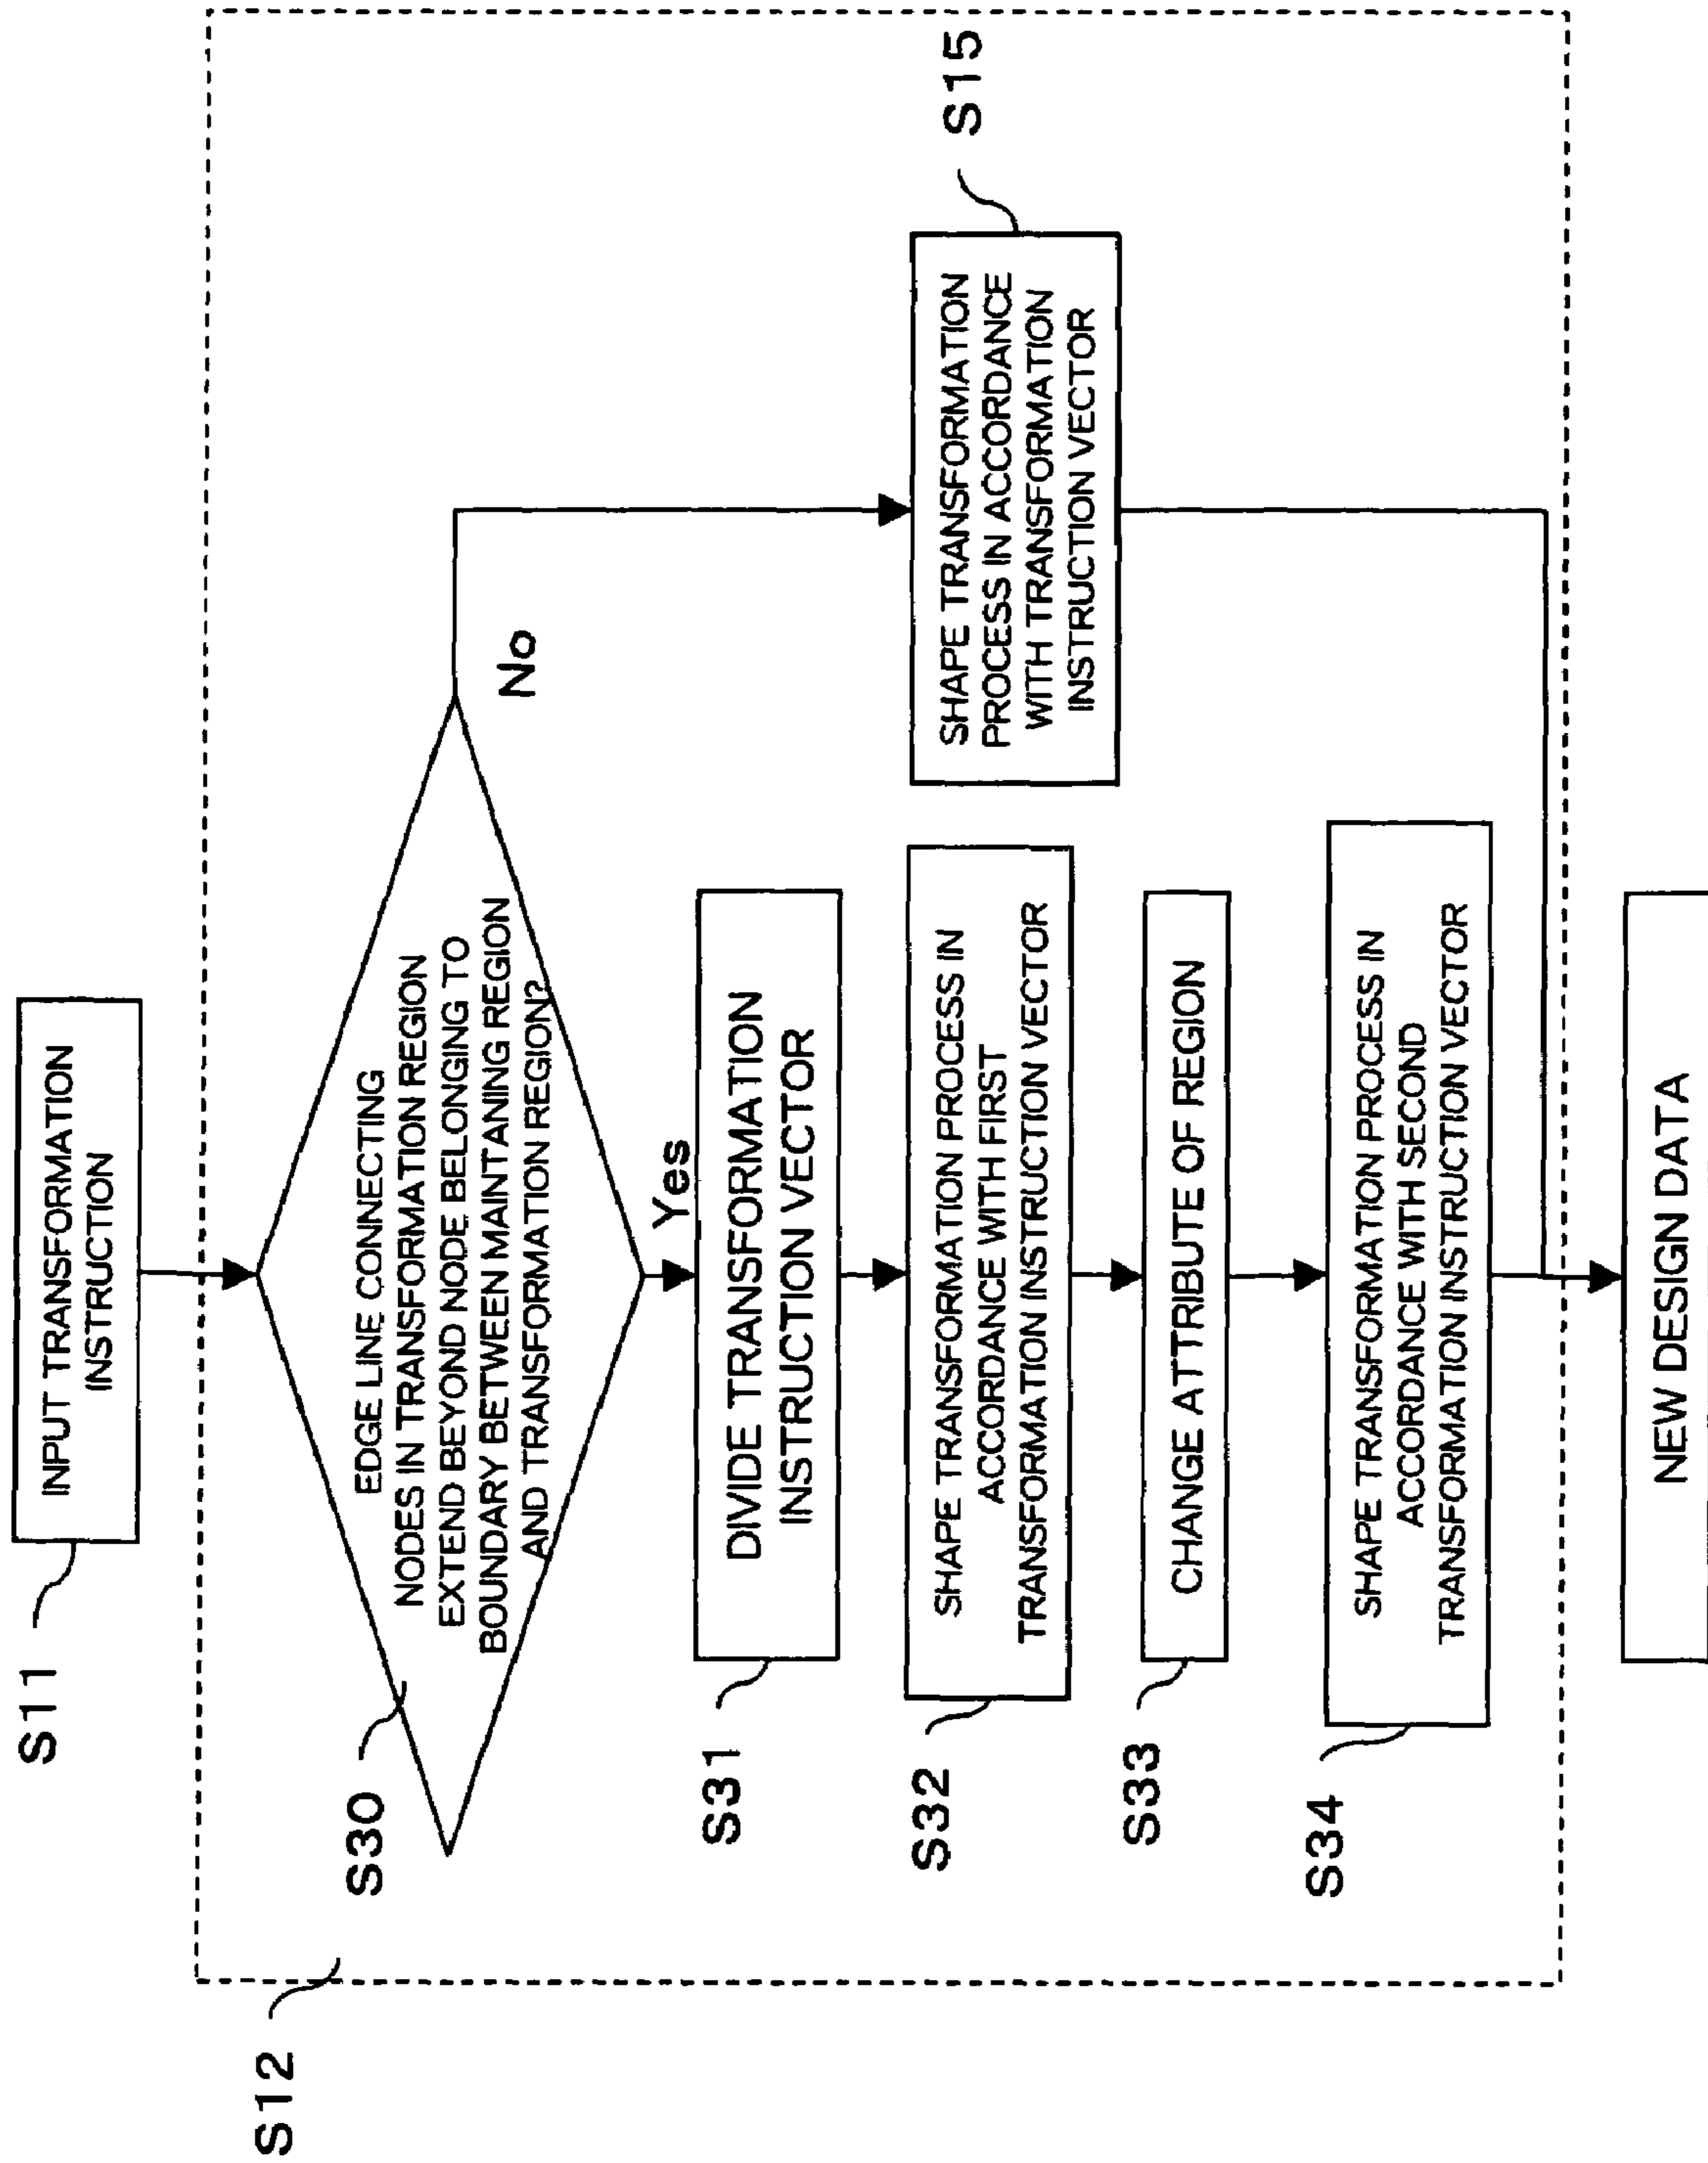 S11
INPUT TRANSFORMATION
INSTRUCTION
S12
S30
EDGE LINE CONNECTING
NODES IN TRANSFORMATION REGION
EXTEND BEYOND NODE BELONGING TO
BOUNDARY BETWEEN MAINTAINING REGION
AND TRANSFORMATION REGION?
No
Yes
S31
DIVIDE TRANSFORMATION
INSTRUCTION VECTOR
S32
SHAPE TRANSFORMATION PROCESS IN
ACCORDANCE WITH FIRST
TRANSFORMATION INSTRUCTION VECTOR
S15
SHAPE TRANSFORMATION
PROCESS IN ACCORDANCE
WITH TRANSFORMATION
INSTRUCTION VECTOR
S33
CHANGE ATTRIBUTE OF REGION
S34
SHAPE TRANSFORMATION PROCESS IN
ACCORDANCE WITH SECOND
TRANSFORMATION INSTRUCTION VECTOR
NEW DESIGN DATA